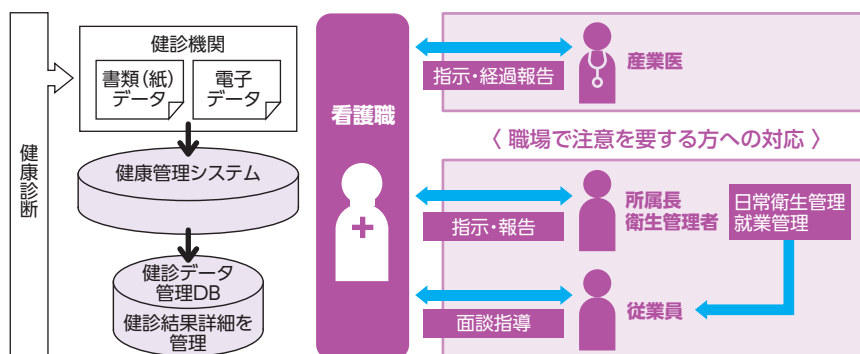 健康診断
健診機関
書類（紙）
データ
電子
データ
健康管理システム
健診データ
管理DB
健診結果詳細を
管理
看護職
指示・経過報告
産業医
〈 職場で注意を要する方への対応 〉
指示・報告
所属長
衛生管理者
日常衛生管理
就業管理
面談指導
従業員